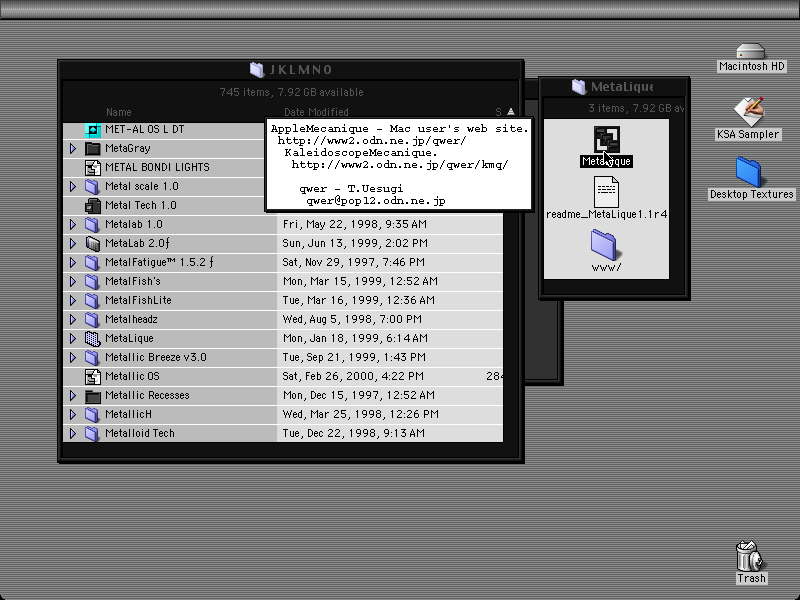 JKLMNO
745 items, 7.92 GB available
Name Date Modified S
MET-AL OS L DT
MetaGray
METAL BONDI LIGHTS
Metal scale 1.0
Metal Tech 1.0
Metalab 1.0 Fri, May 22, 1998, 9:35 AM
MetaLab 2.0ƒ Sun, Jun 13, 1999, 2:02 PM
MetalFatigue™ 1.5.2 ƒ Sat, Nov 29, 1997, 7:46 PM
MetalFish's Mon, Mar 15, 1999, 12:52 AM
MetalFishLite Tue, Mar 16, 1999, 12:36 AM
Metalheadz Wed, Aug 5, 1998, 7:00 PM
MetaLique Mon, Jan 18, 1999, 6:14 AM
Metallic Breeze v3.0 Tue, Sep 21, 1999, 1:43 PM
Metallic OS Sat, Feb 26, 2000, 4:22 PM 284
Metallic Recesses Mon, Dec 15, 1997, 12:52 AM
MetallicH Wed, Mar 25, 1998, 12:26 PM
Metalloid Tech Tue, Dec 22, 1998, 9:13 AM
AppleMecanique - Mac user's web site.
http://www2.odn.ne.jp/qwer/
KaleidoscopeMecanique.
http://www2.odn.ne.jp/qwer/kmq/
qwer - T.Uesugi
qwer@pop12.odn.ne.jp
MetaLique
3 items, 7.92 GB av
MetaLique
readme_MetaLique1.1r4
www/
Macintosh HD
KSA Sampler
Desktop Textures
Trash